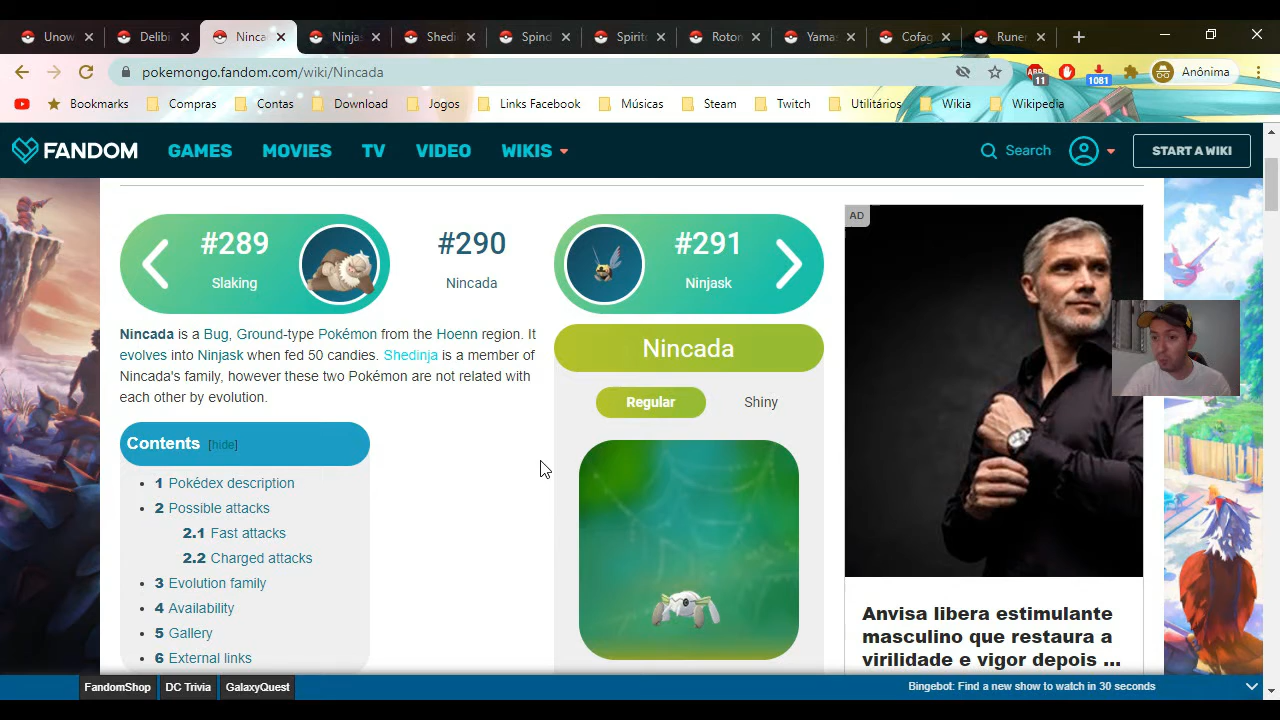 Unow
Delibi
Ninca
Ninja
Shedi
Spind
Spirito
Roton
Yamas
Cofag
Runer
pokemongo.fandom.com/wiki/Nincada
ABP
11
1081
Anônima
Bookmarks
Compras
Contas
Download
Jogos
Links Facebook
Músicas
Steam
Twitch
Utilitários
Wikia
Wikipedia
FANDOM
GAMES
MOVIES
TV
VIDEO
WIKIS
Search
START A WIKI
#289
Slaking
#290
Nincada
#291
Ninjask
AD
Nincada is a Bug, Ground-type Pokémon from the Hoenn region. It
evolves into Ninjask when fed 50 candies. Shedinja is a member of
Nincada's family, however these two Pokémon are not related with
each other by evolution.
Nincada
Regular
Shiny
Contents [hide]
1 Pokédex description
2 Possible attacks
2.1 Fast attacks
2.2 Charged attacks
3 Evolution family
4 Availability
5 Gallery
6 External links
Anvisa libera estimulante
masculino que restaura a
virilidade e vigor depois ...
FandomShop
DC Trivia
GalaxyQuest
Bingebot: Find a new show to watch in 30 seconds